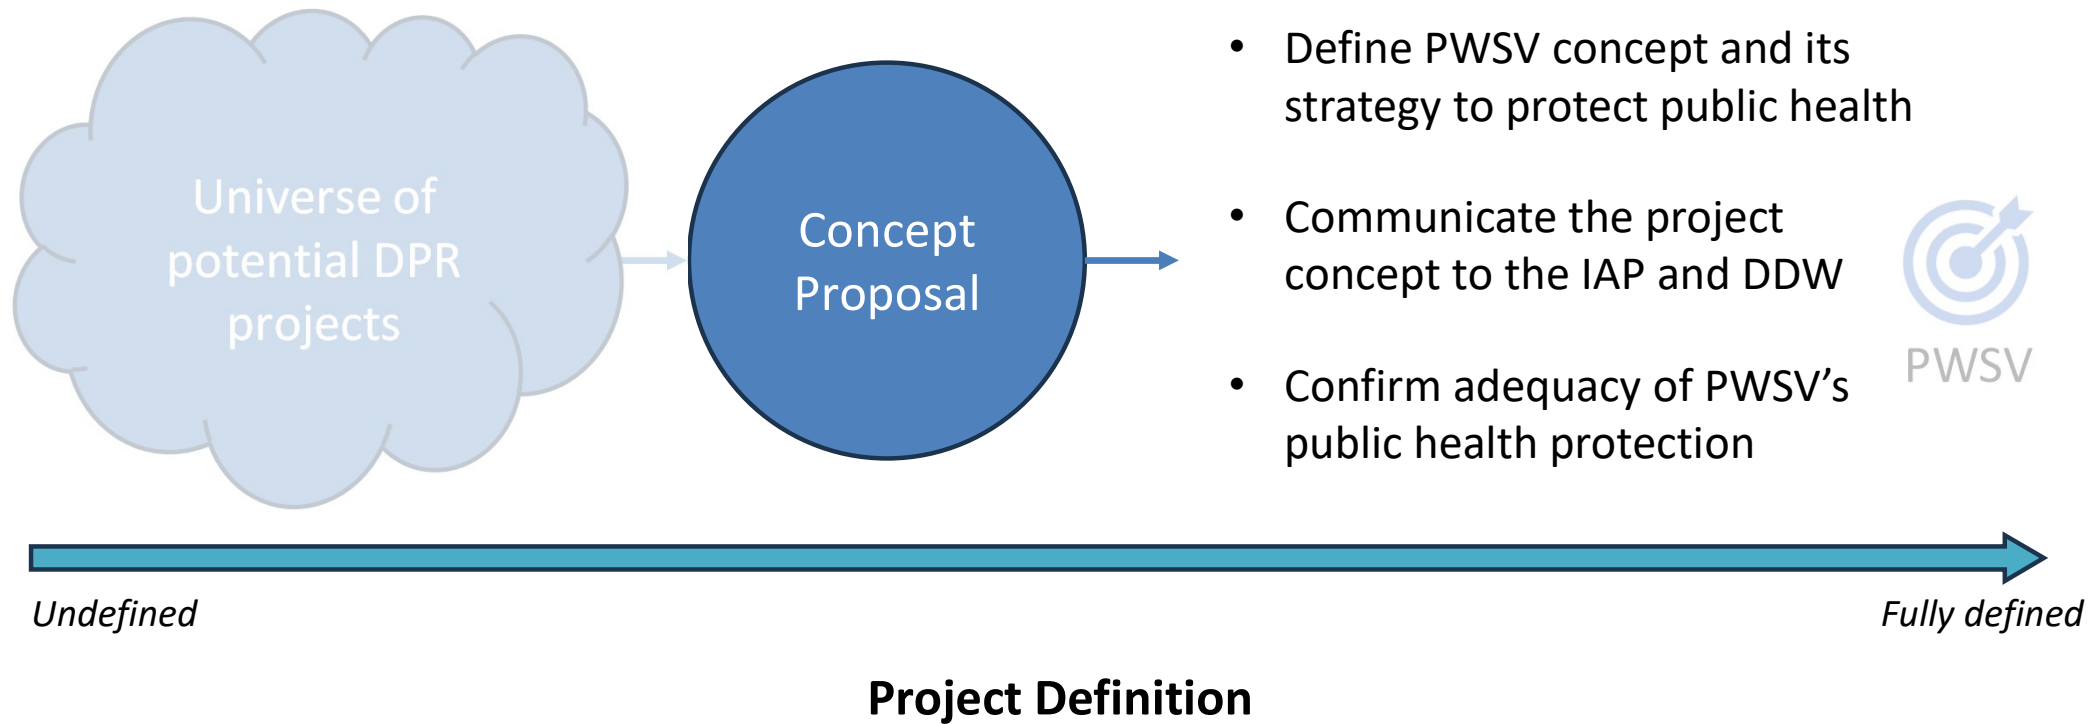 Universe of
potential DPR
projects
Concept
Proposal
• Define PWSV concept and its
strategy to protect public health
• Communicate the project
concept to the IAP and DDW
• Confirm adequacy of PWSV’s
public health protection
PWSV
Undefined
Fully defined
Project Definition